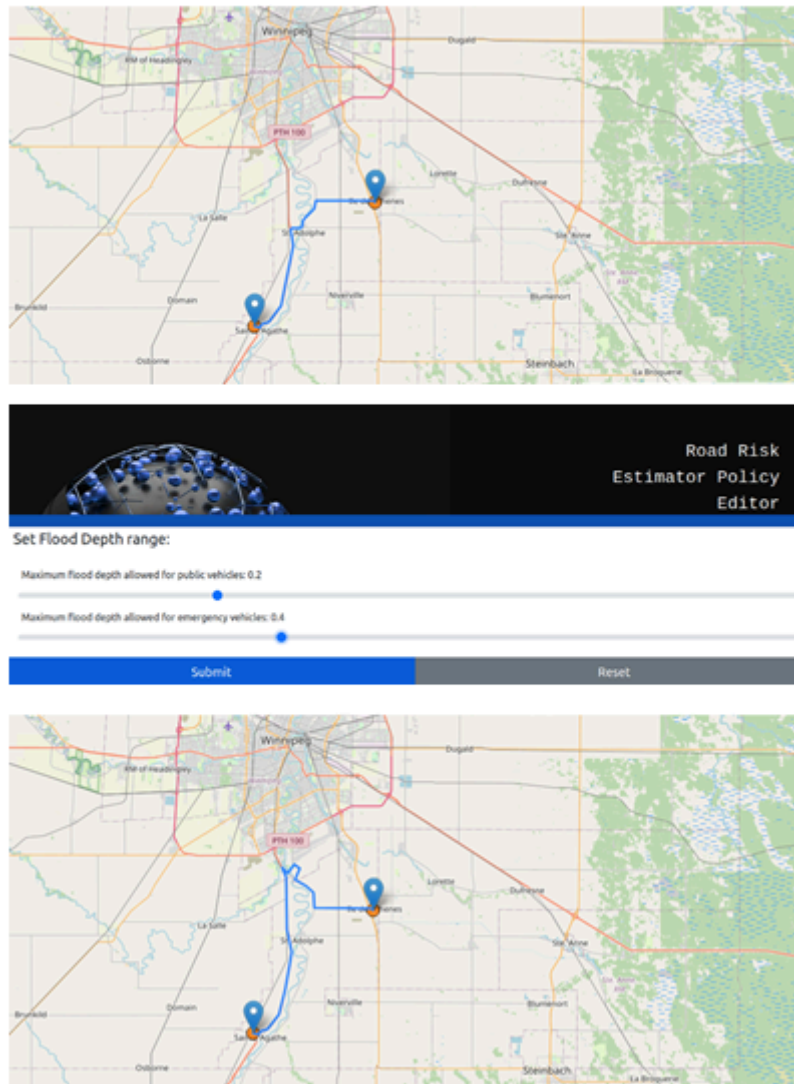 Winnipeg
Dugald
RM of Headingley
PTH 100
Lorette
Dufresne
La Salle
St. Adolphe
Ste. Anne
Domain
Niverville
Blumenort
Brunkild
Osborne
Steinbach
La Broquerie
Road Risk
Estimator Policy
Editor
Set Flood Depth range:
Maximum flood depth allowed for public vehicles: 0.2
Maximum flood depth allowed for emergency vehicles: 0.4
Submit Reset
Winnipeg
Dugald
RM of Headingley
PTH 100
Lorette
Dufresne
La Salle
St. Adolphe
Ste. Anne
Domain
Niverville
Blumenort
Brunkild
Osborne
Steinbach
La Broquerie